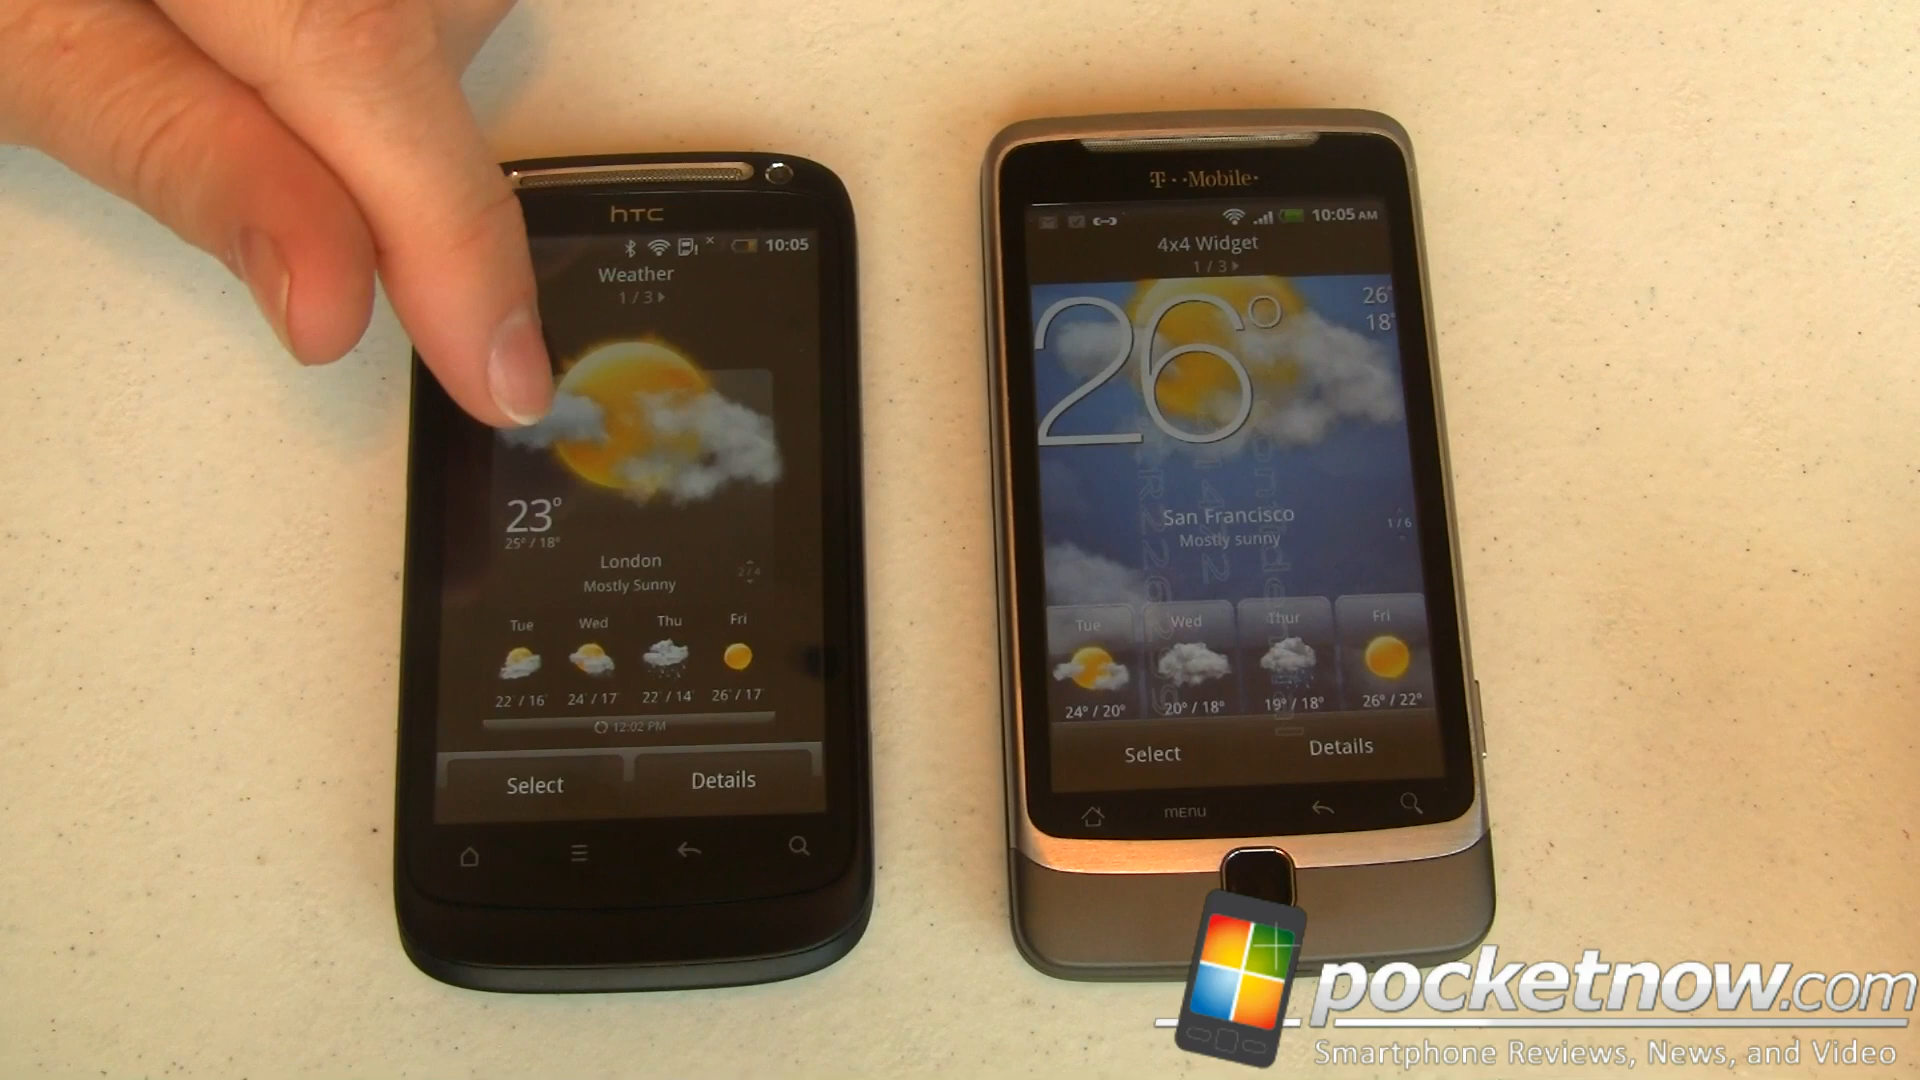 hTC
10:05
Weather
1 / 3
23°
25° / 18°
London
2 / 4
Mostly Sunny
Tue Wed Thu Fri
22° / 16° 24° / 17° 22° / 14° 26° / 17°
12:02 PM
Select Details
T··Mobile·
10:05 AM
4x4 Widget
1 / 3
26°
26°
18°
San Francisco
1 / 6
Mostly sunny
Tue Wed Thur Fri
24° / 20° 20° / 18° 19° / 18° 26° / 22°
Select Details
MENU
pocketnow.com
Smartphone Reviews, News, and Video